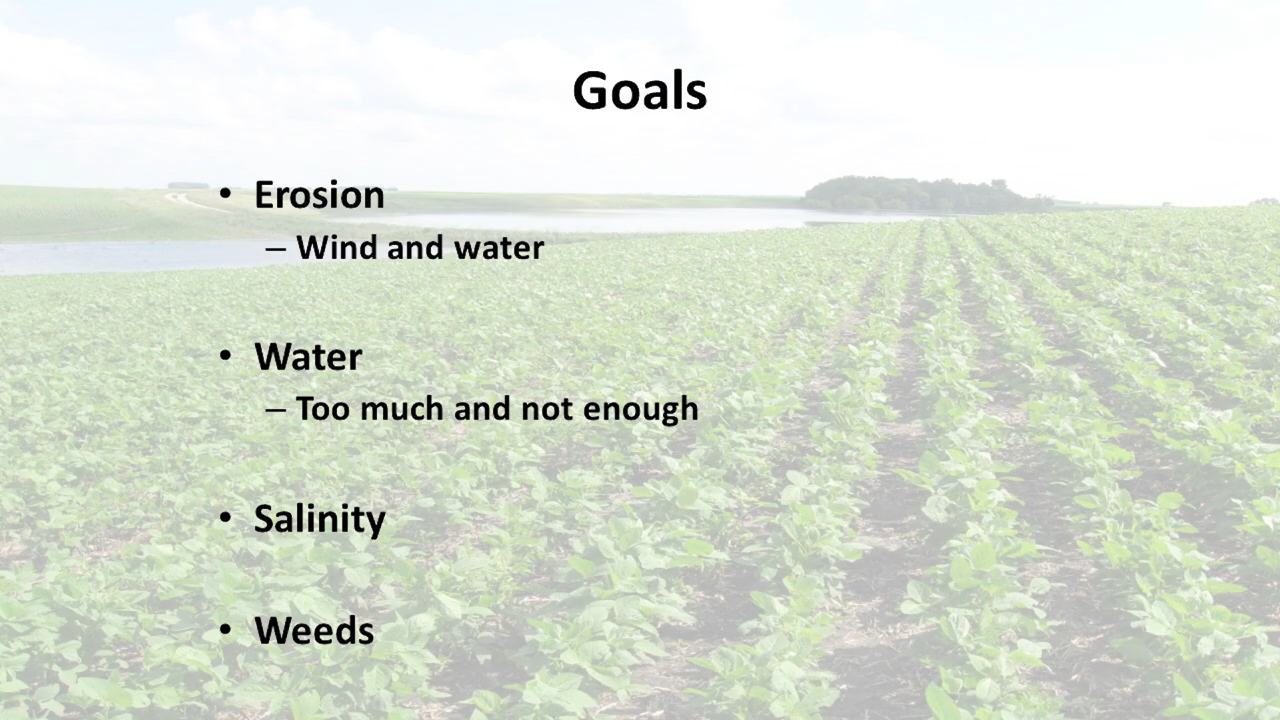 Goals
• Erosion
– Wind and water
• Water
– Too much and not enough
• Salinity
• Weeds